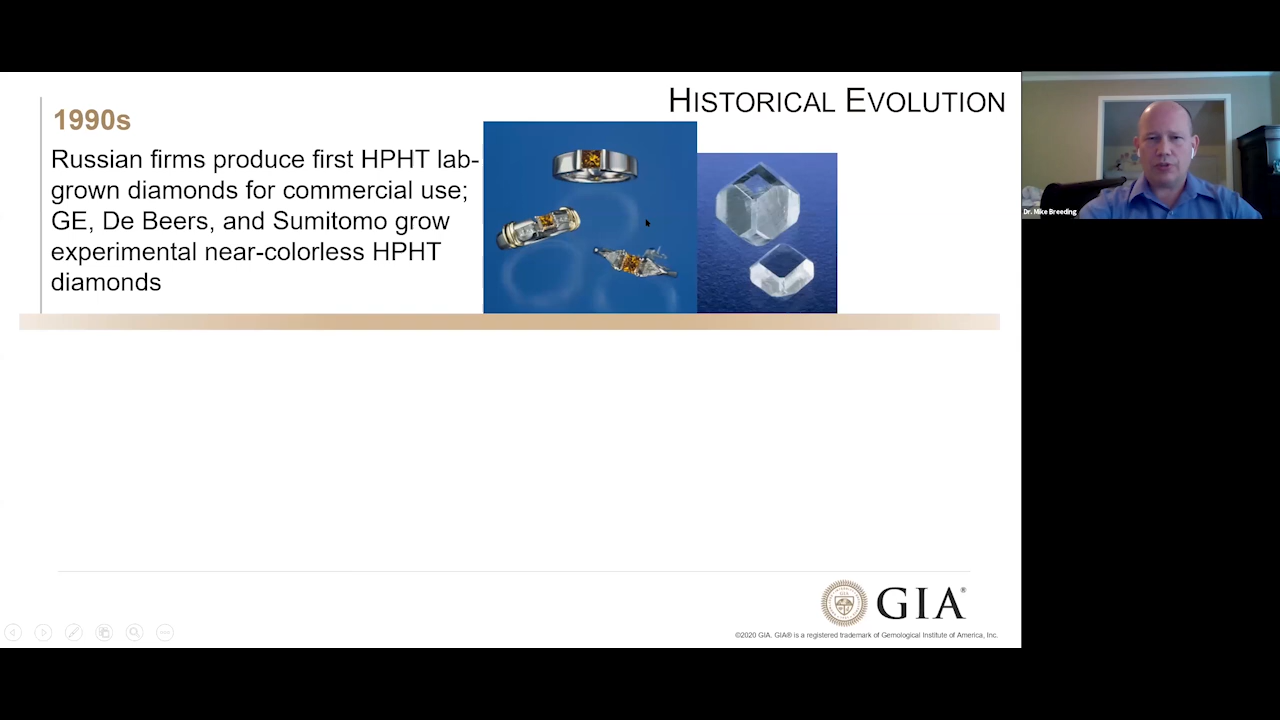 HISTORICAL EVOLUTION
1990s
Russian firms produce first HPHT lab-
grown diamonds for commercial use;
GE, De Beers, and Sumitomo grow
experimental near-colorless HPHT
diamonds
Dr. Mike Breeding
GIA®
©2020 GIA. GIA® is a registered trademark of Gemological Institute of America, Inc.